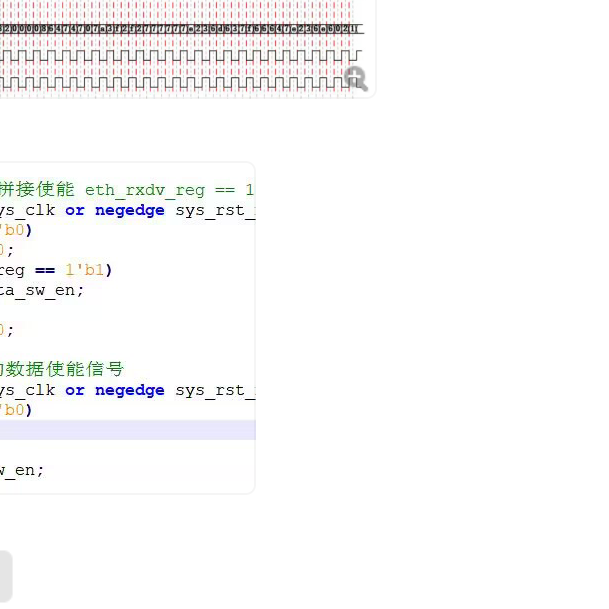 拼接使能 eth_rxdv_reg == 1
ys_clk or negedge sys_rst_
'b0)
0;
reg == 1'b1)
ta_sw_en;
0;
数据使能信号
ys_clk or negedge sys_rst_
'b0)
w_en;